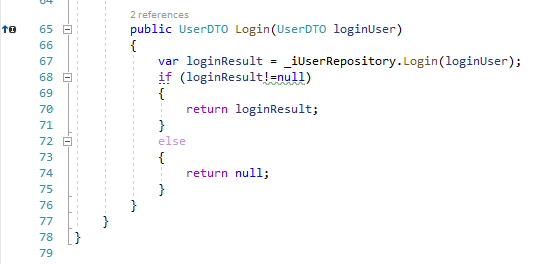 2 references
65 public UserDTO Login(UserDTO loginUser)
66 {
67 var loginResult = _iUserRepository.Login(loginUser);
68 if (loginResult!=null)
69 {
70 return loginResult;
71 }
72 else
73 {
74 return null;
75 }
76 }
77 }
78 }
79